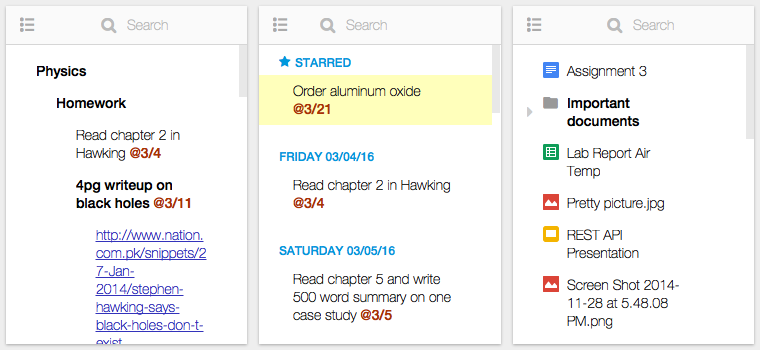 Search
Physics
Homework
Read chapter 2 in
Hawking @3/4
4pg writeup on
black holes @3/11
http://www.nation.
com.pk/snippets/2
7-Jan-
2014/stephen-
hawking-says-
black-holes-don-t-
exist
Search
STARRED
Order aluminum oxide
@3/21
FRIDAY 03/04/16
Read chapter 2 in Hawking
@3/4
SATURDAY 03/05/16
Read chapter 5 and write
500 word summary on one
case study @3/5
Search
Assignment 3
Important
documents
Lab Report Air
Temp
Pretty picture.jpg
REST API
Presentation
Screen Shot 2014-
11-28 at 5.48.08
PM.png